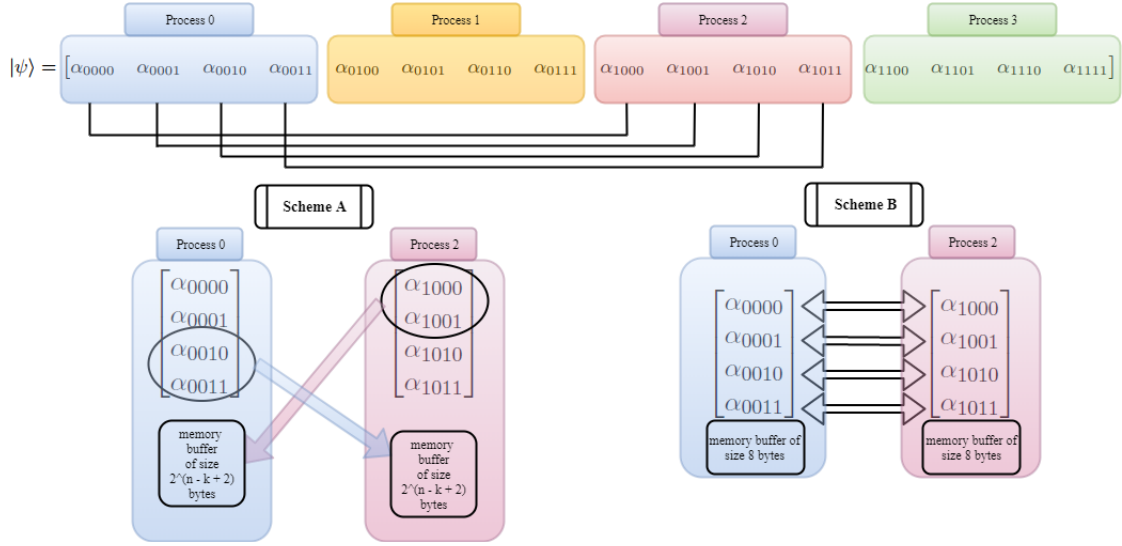 Process 0
Process 1
Process 2
Process 3
|ψ⟩ = [α0000 α0001 α0010 α0011 α0100 α0101 α0110 α0111 α1000 α1001 α1010 α1011 α1100 α1101 α1110 α1111]
Scheme A
Process 0
α0000
α0001
α0010
α0011
memory
buffer
of size
2^(n - k + 2)
bytes
Process 2
α1000
α1001
α1010
α1011
memory
buffer
of size
2^(n - k + 2)
bytes
Scheme B
Process 0
α0000
α0001
α0010
α0011
memory buffer of
size 8 bytes
Process 2
α1000
α1001
α1010
α1011
memory buffer of
size 8 bytes